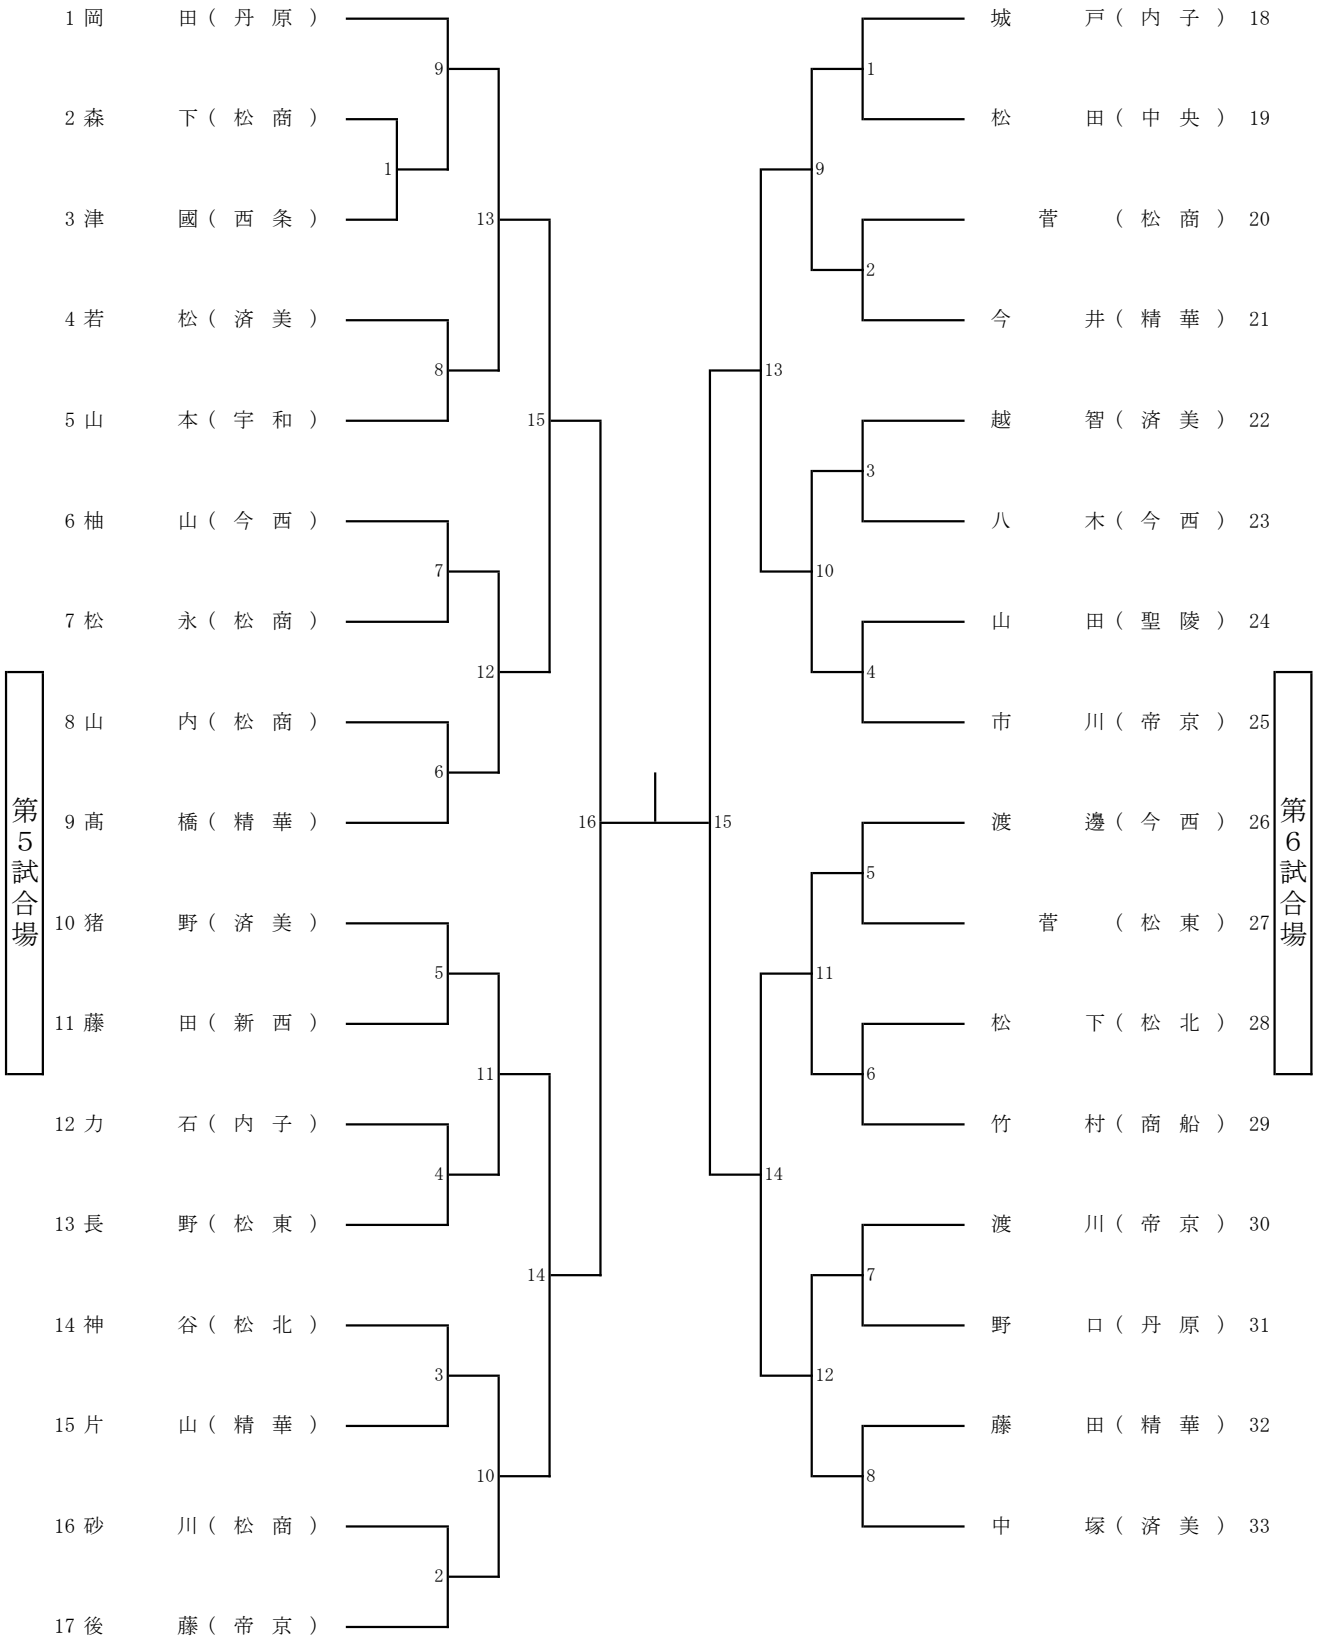 1 岡 田 ( 丹 原 )
9
2 森 下 ( 松 商 )
1
3 津 國 ( 西 条 )
13
4 若 松 ( 済 美 )
8
5 山 本 ( 宇 和 )
15
6 柚 山 ( 今 西 )
7
7 松 永 ( 松 商 )
12
8 山 内 ( 松 商 )
6
9 髙 橋 ( 精 華 )
16
10 猪 野 ( 済 美 )
5
11 藤 田 ( 新 西 )
11
12 力 石 ( 内 子 )
4
13 長 野 ( 松 東 )
14
14 神 谷 ( 松 北 )
3
15 片 山 ( 精 華 )
10
16 砂 川 ( 松 商 )
2
17 後 藤 ( 帝 京 )
第5試合場
城 戸 ( 内 子 ) 18
1
松 田 ( 中 央 ) 19
9
菅 ( 松 商 ) 20
2
今 井 ( 精 華 ) 21
13
越 智 ( 済 美 ) 22
3
八 木 ( 今 西 ) 23
10
山 田 ( 聖 陵 ) 24
4
市 川 ( 帝 京 ) 25
15
渡 邊 ( 今 西 ) 26
5
菅 ( 松 東 ) 27
11
松 下 ( 松 北 ) 28
6
竹 村 ( 商 船 ) 29
14
渡 川 ( 帝 京 ) 30
7
野 口 ( 丹 原 ) 31
12
藤 田 ( 精 華 ) 32
8
中 塚 ( 済 美 ) 33
第6試合場